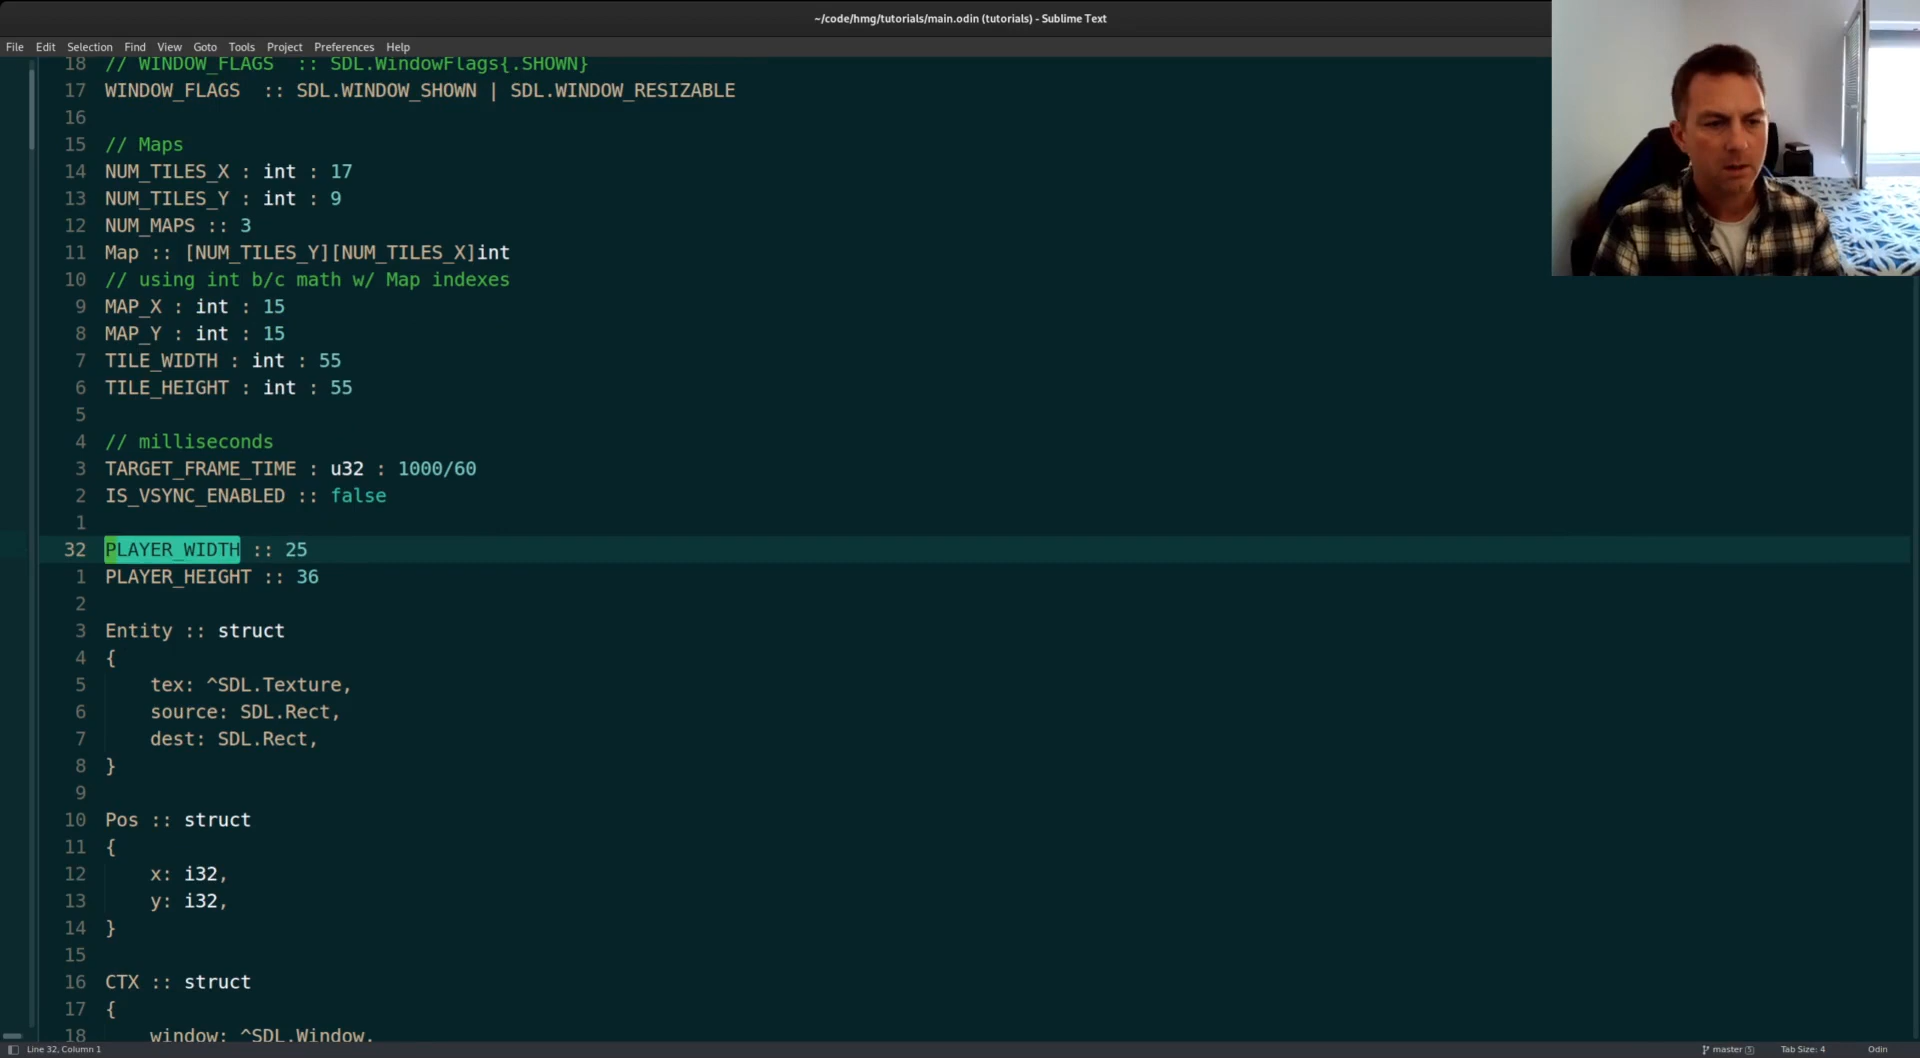 ~/code/hmg/tutorials/main.odin (tutorials) - Sublime Text
File Edit Selection Find View Goto Tools Project Preferences Help
18 // WINDOW_FLAGS :: SDL.WindowFlags{.SHOWN}
17 WINDOW_FLAGS :: SDL.WINDOW_SHOWN | SDL.WINDOW_RESIZABLE
16
15 // Maps
14 NUM_TILES_X : int : 17
13 NUM_TILES_Y : int : 9
12 NUM_MAPS :: 3
11 Map :: [NUM_TILES_Y][NUM_TILES_X]int
10 // using int b/c math w/ Map indexes
9 MAP_X : int : 15
8 MAP_Y : int : 15
7 TILE_WIDTH : int : 55
6 TILE_HEIGHT : int : 55
5
4 // milliseconds
3 TARGET_FRAME_TIME : u32 : 1000/60
2 IS_VSYNC_ENABLED :: false
1
32 PLAYER_WIDTH :: 25
1 PLAYER_HEIGHT :: 36
2
3 Entity :: struct
4 {
5 tex: ^SDL.Texture,
6 source: SDL.Rect,
7 dest: SDL.Rect,
8 }
9
10 Pos :: struct
11 {
12 x: i32,
13 y: i32,
14 }
15
16 CTX :: struct
17 {
18 window: ^SDL.Window,
Line 32, Column 1 master 5 Tab Size: 4 Odin